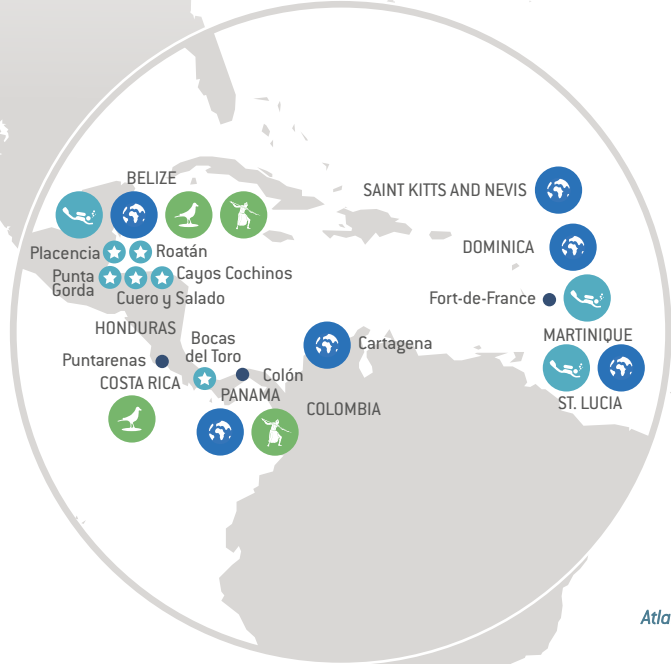 BELIZE
SAINT KITTS AND NEVIS
DOMINICA
Placencia
Roatán
Punta
Gorda
Cayos Cochinos
Cuero y Salado
Fort-de-France
HONDURAS
MARTINIQUE
Bocas
del Toro
Cartagena
Puntarenas
COSTA RICA
Colón
PANAMA
COLOMBIA
ST. LUCIA
Atla